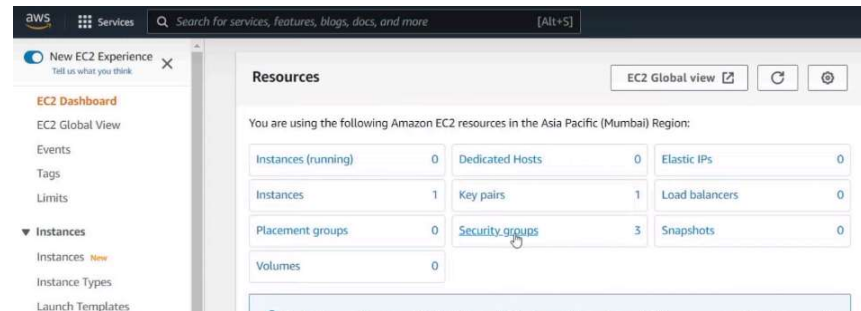 aws
Services
Search for services, features, blogs, docs, and more
[Alt+S]
New EC2 Experience
Tell us what you think
EC2 Dashboard
EC2 Global View
Events
Tags
Limits
Instances
Instances New
Instance Types
Launch Templates
Resources
EC2 Global view
You are using the following Amazon EC2 resources in the Asia Pacific (Mumbai) Region:
Instances (running) 0
Dedicated Hosts 0
Elastic IPs 0
Instances 1
Key pairs 1
Load balancers 0
Placement groups 0
Security groups 3
Snapshots 0
Volumes 0